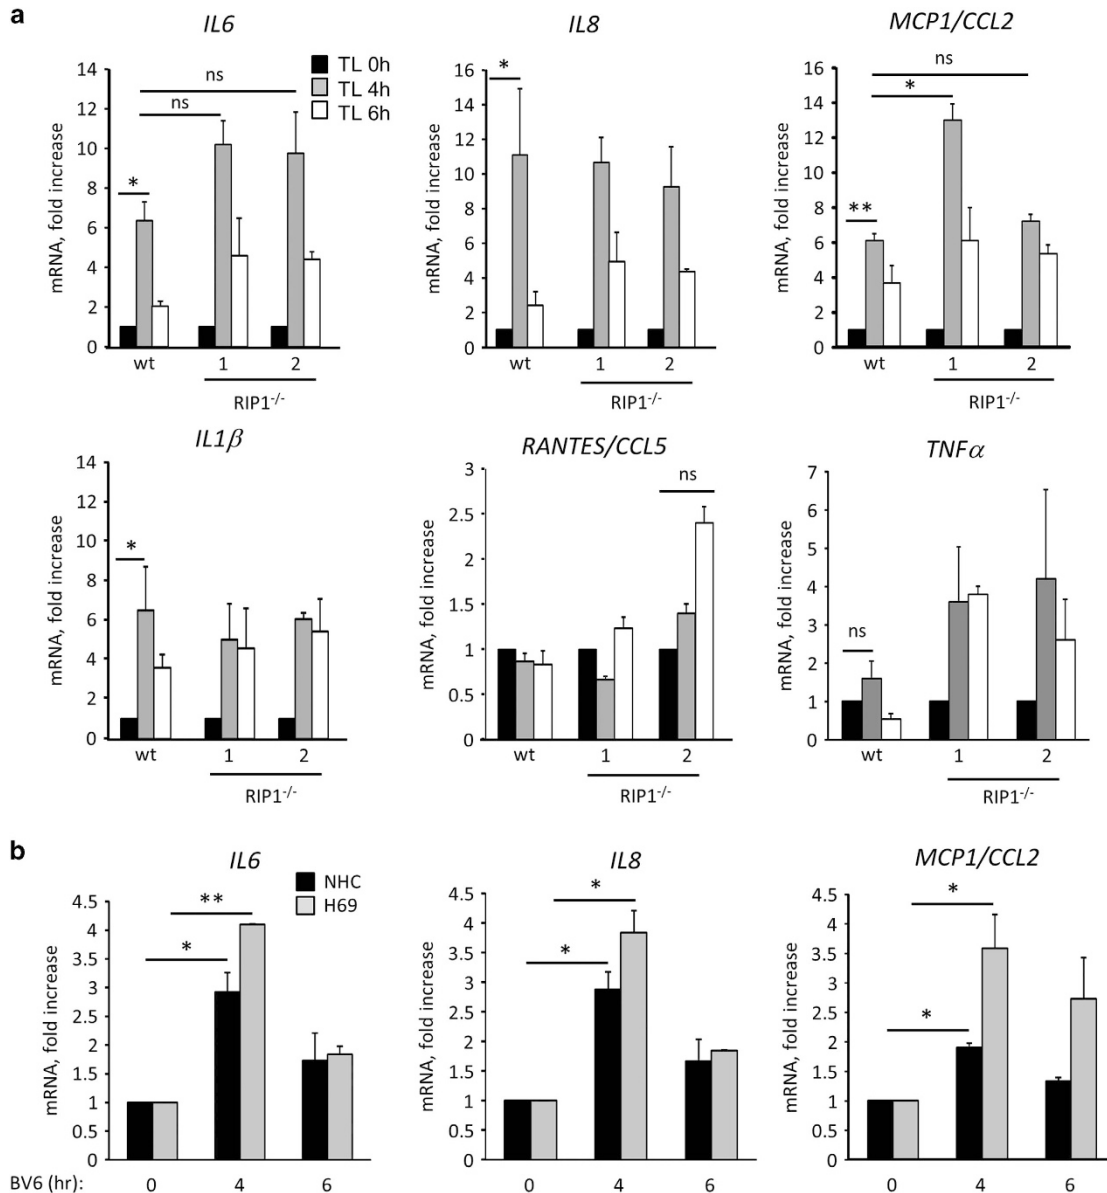 a
IL6
IL8
MCP1/CCL2
TL 0h
TL 4h
TL 6h
mRNA, fold increase
14
12
10
8
6
4
2
0
*
ns
ns
wt
1
2
RIP1-/-
mRNA, fold increase
16
14
12
10
8
6
4
2
0
*
wt
1
2
RIP1-/-
mRNA, fold increase
16
14
12
10
8
6
4
2
0
**
*
ns
wt
1
2
RIP1-/-
IL1β
RANTES/CCL5
TNFα
mRNA, fold increase
14
12
10
8
6
4
2
0
*
wt
1
2
RIP1-/-
mRNA, fold increase
3
2.5
2
1.5
1
0.5
0
ns
wt
1
2
RIP1-/-
mRNA, fold increase
7
6
5
4
3
2
1
0
ns
wt
1
2
RIP1-/-
b
IL6
IL8
MCP1/CCL2
NHC
H69
mRNA, fold increase
4.5
4
3.5
3
2.5
2
1.5
1
0.5
0
**
*
mRNA, fold increase
4.5
4
3.5
3
2.5
2
1.5
1
0.5
0
*
*
mRNA, fold increase
4.5
4
3.5
3
2.5
2
1.5
1
0.5
0
*
*
BV6 (hr): 0 4 6 0 4 6 0 4 6